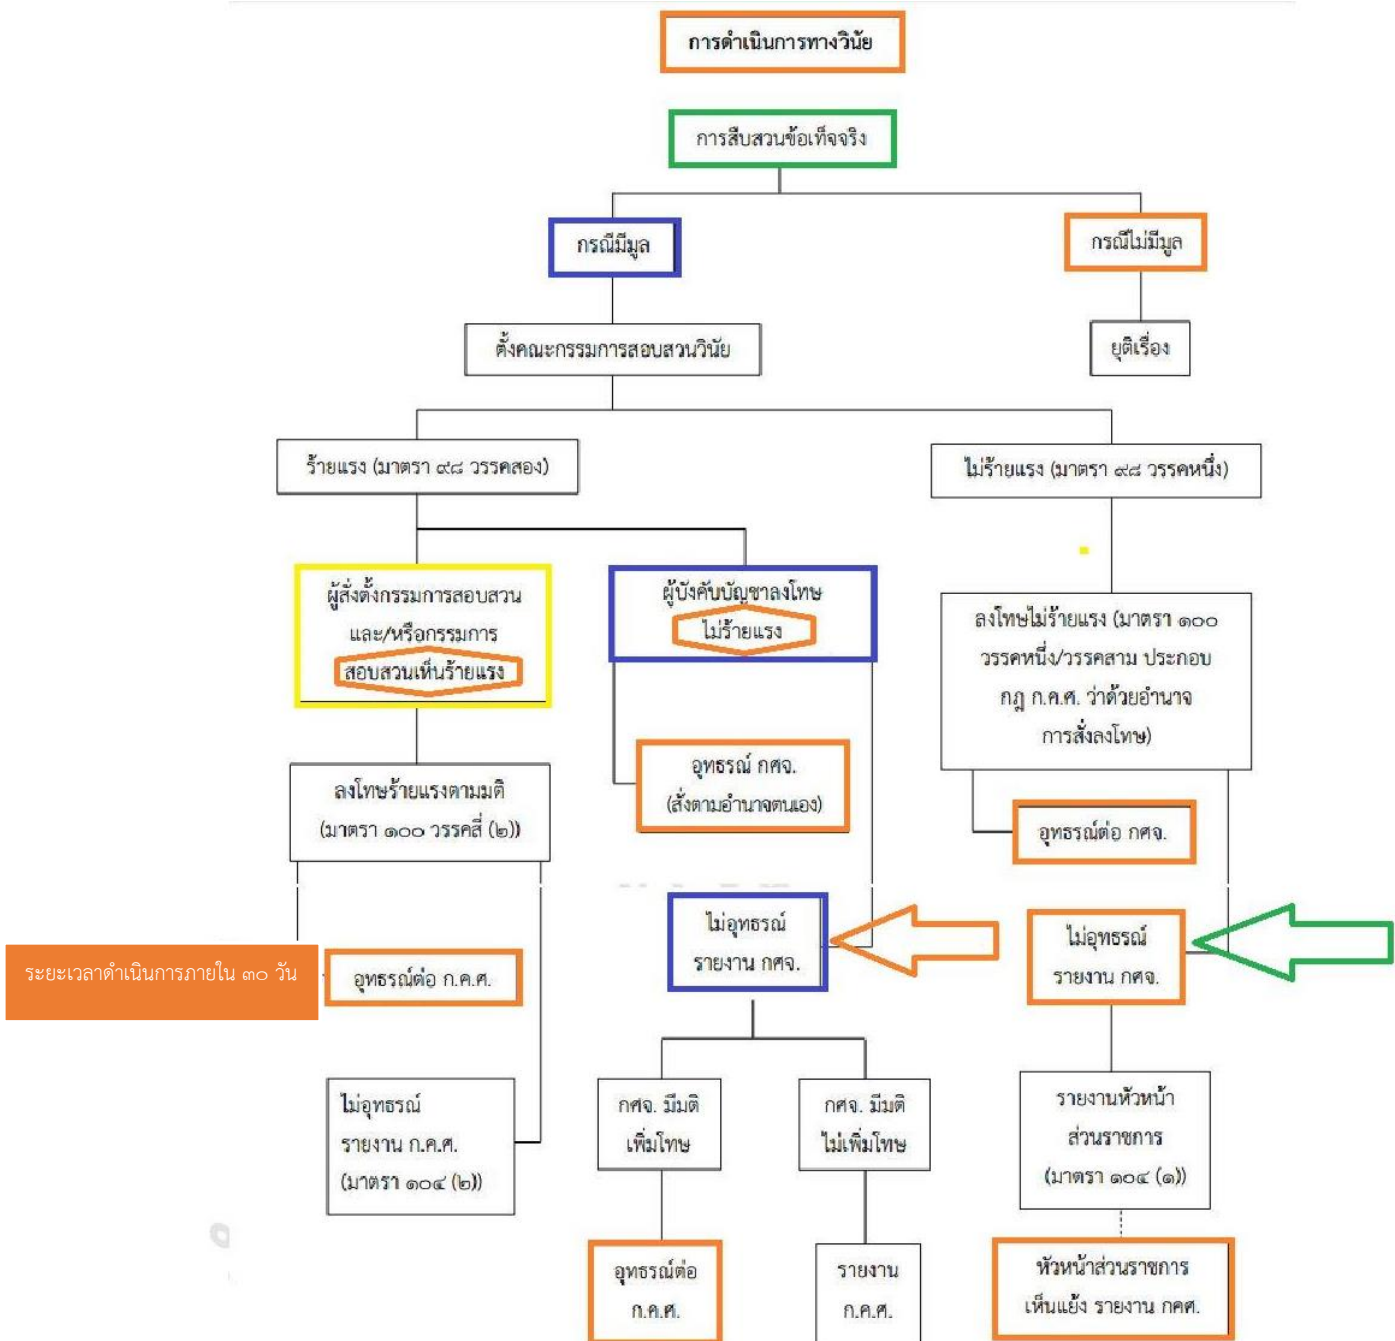 การดำเนินการทางวินัย
การสืบสวนข้อเท็จจริง
กรณีมีมูล
กรณีไม่มีมูล
ตั้งคณะกรรมการสอบสวนวินัย
ยุติเรื่อง
ร้ายแรง (มาตรา ๙๘ วรรคสอง)
ไม่ร้ายแรง (มาตรา ๙๘ วรรคหนึ่ง)
ผู้สั่งตั้งกรรมการสอบสวน
และ/หรือกรรมการ
สอบสวนเห็นร้ายแรง
ผู้บังคับบัญชาลงโทษ
ไม่ร้ายแรง
ลงโทษไม่ร้ายแรง (มาตรา ๑๐๐
วรรคหนึ่ง/วรรคสาม ประกอบ
กฎ ก.ค.ศ. ว่าด้วยอำนาจ
การสั่งลงโทษ)
ลงโทษร้ายแรงตามมติ
(มาตรา ๑๐๐ วรรคสี่ (๒))
อุทธรณ์ กศจ.
(สั่งตามอำนาจตนเอง)
อุทธรณ์ต่อ กศจ.
ระยะเวลาดำเนินการภายใน ๓๐ วัน
อุทธรณ์ต่อ ก.ค.ศ.
ไม่อุทธรณ์
รายงาน กศจ.
ไม่อุทธรณ์
รายงาน กศจ.
ไม่อุทธรณ์
รายงาน ก.ค.ศ.
(มาตรา ๑๐๔ (๒))
กศจ. มีมติ
เพิ่มโทษ
กศจ. มีมติ
ไม่เพิ่มโทษ
รายงานหัวหน้า
ส่วนราชการ
(มาตรา ๑๐๔ (๑))
อุทธรณ์ต่อ
ก.ค.ศ.
รายงาน
ก.ค.ศ.
หัวหน้าส่วนราชการ
เห็นแย้ง รายงาน กคศ.